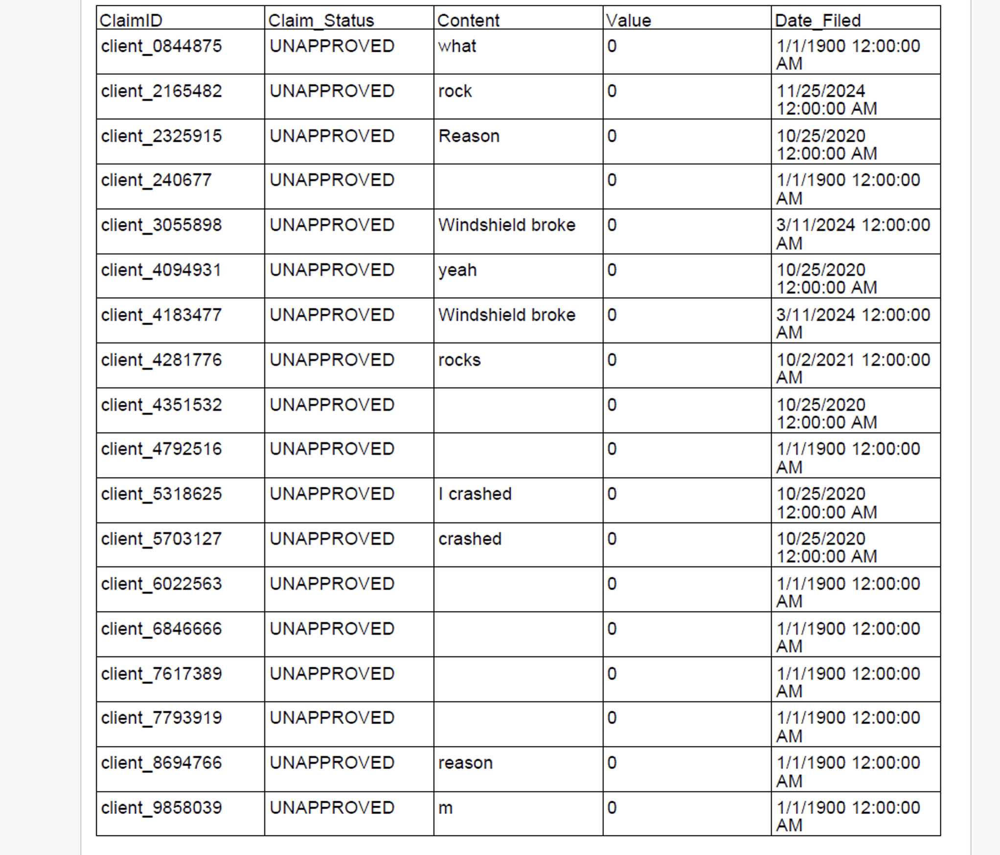 ClaimID Claim_Status Content Value Date_Filed
client_0844875 UNAPPROVED what 0 1/1/1900 12:00:00
AM
client_2165482 UNAPPROVED rock 0 11/25/2024
12:00:00 AM
client_2325915 UNAPPROVED Reason 0 10/25/2020
12:00:00 AM
client_240677 UNAPPROVED 0 1/1/1900 12:00:00
AM
client_3055898 UNAPPROVED Windshield broke 0 3/11/2024 12:00:00
AM
client_4094931 UNAPPROVED yeah 0 10/25/2020
12:00:00 AM
client_4183477 UNAPPROVED Windshield broke 0 3/11/2024 12:00:00
AM
client_4281776 UNAPPROVED rocks 0 10/2/2021 12:00:00
AM
client_4351532 UNAPPROVED 0 10/25/2020
12:00:00 AM
client_4792516 UNAPPROVED 0 1/1/1900 12:00:00
AM
client_5318625 UNAPPROVED I crashed 0 10/25/2020
12:00:00 AM
client_5703127 UNAPPROVED crashed 0 10/25/2020
12:00:00 AM
client_6022563 UNAPPROVED 0 1/1/1900 12:00:00
AM
client_6846666 UNAPPROVED 0 1/1/1900 12:00:00
AM
client_7617389 UNAPPROVED 0 1/1/1900 12:00:00
AM
client_7793919 UNAPPROVED 0 1/1/1900 12:00:00
AM
client_8694766 UNAPPROVED reason 0 1/1/1900 12:00:00
AM
client_9858039 UNAPPROVED m 0 1/1/1900 12:00:00
AM